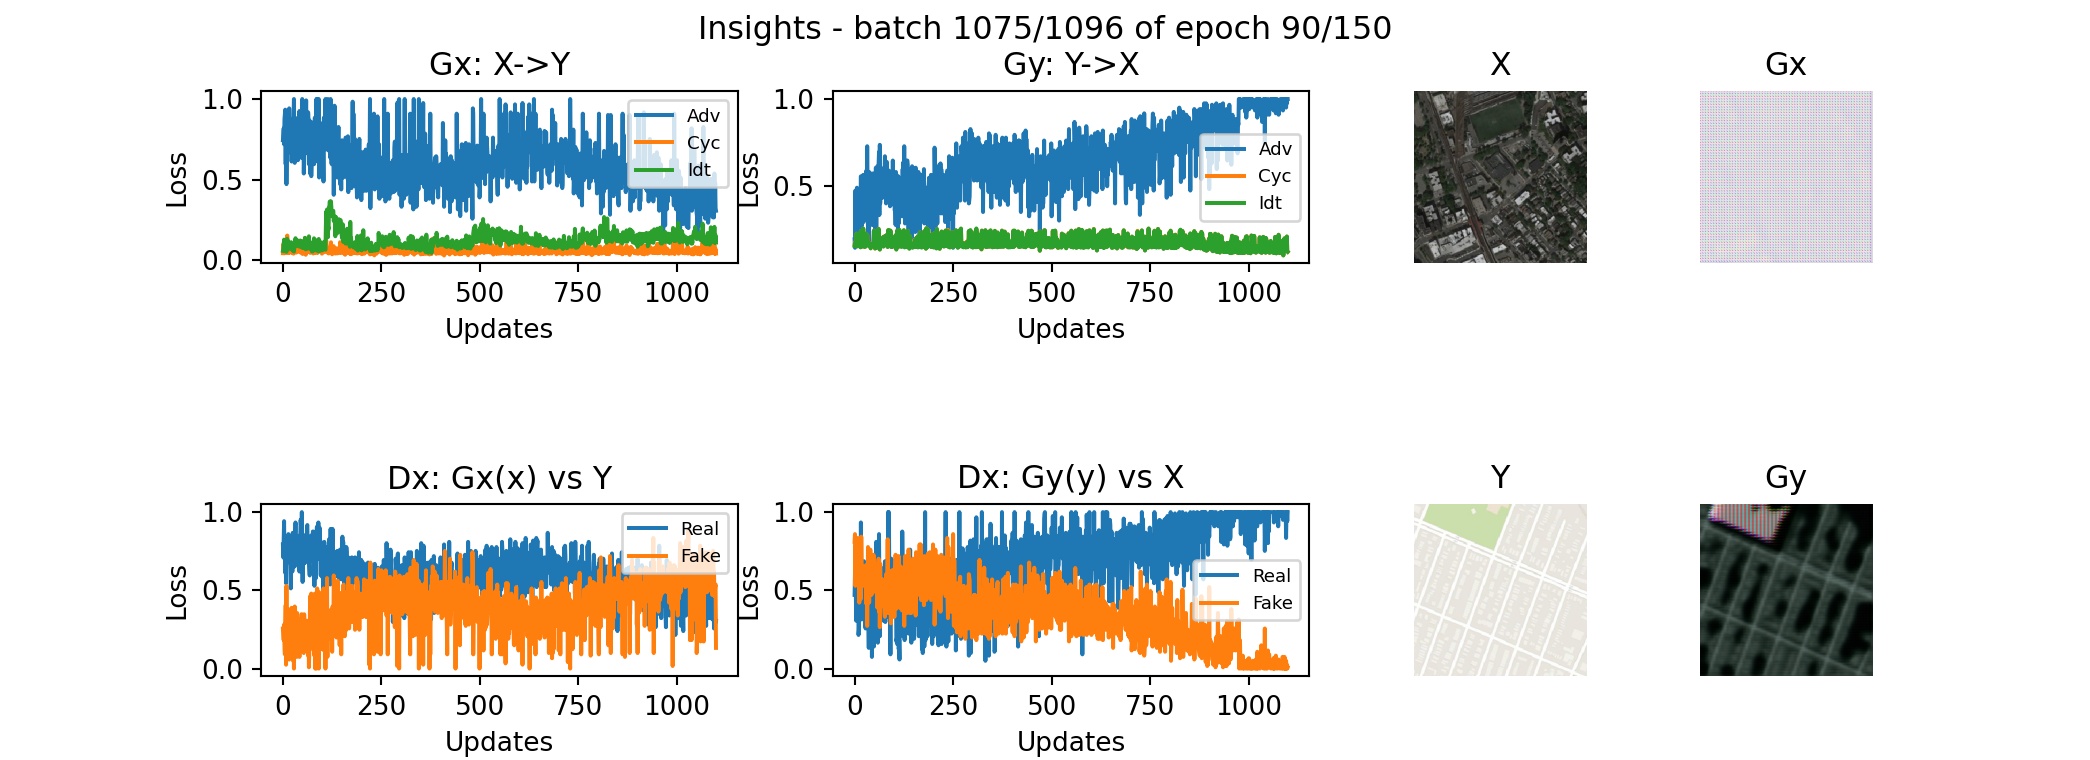 Insights - batch 1075/1096 of epoch 90/150
Gx: X->Y
Gy: Y->X
X
Gx
1.0
0.5
0.0
Loss
Adv
Cyc
Idt
0 250 500 750 1000
Updates
1.0
0.5
Loss
Adv
Cyc
Idt
0 250 500 750 1000
Updates
Dx: Gx(x) vs Y
Dx: Gy(y) vs X
Y
Gy
1.0
0.5
0.0
Loss
Real
Fake
0 250 500 750 1000
Updates
1.0
0.5
0.0
Loss
Real
Fake
0 250 500 750 1000
Updates